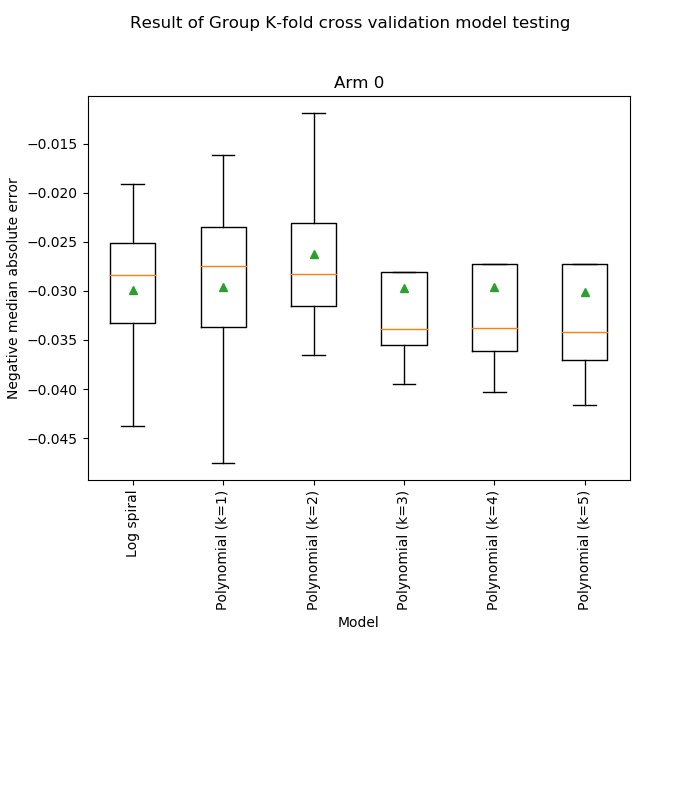 Result of Group K-fold cross validation model testing
Arm 0
Negative median absolute error
−0.015
−0.020
−0.025
−0.030
−0.035
−0.040
−0.045
Log spiral
Polynomial (k=1)
Polynomial (k=2)
Polynomial (k=3)
Polynomial (k=4)
Polynomial (k=5)
Model